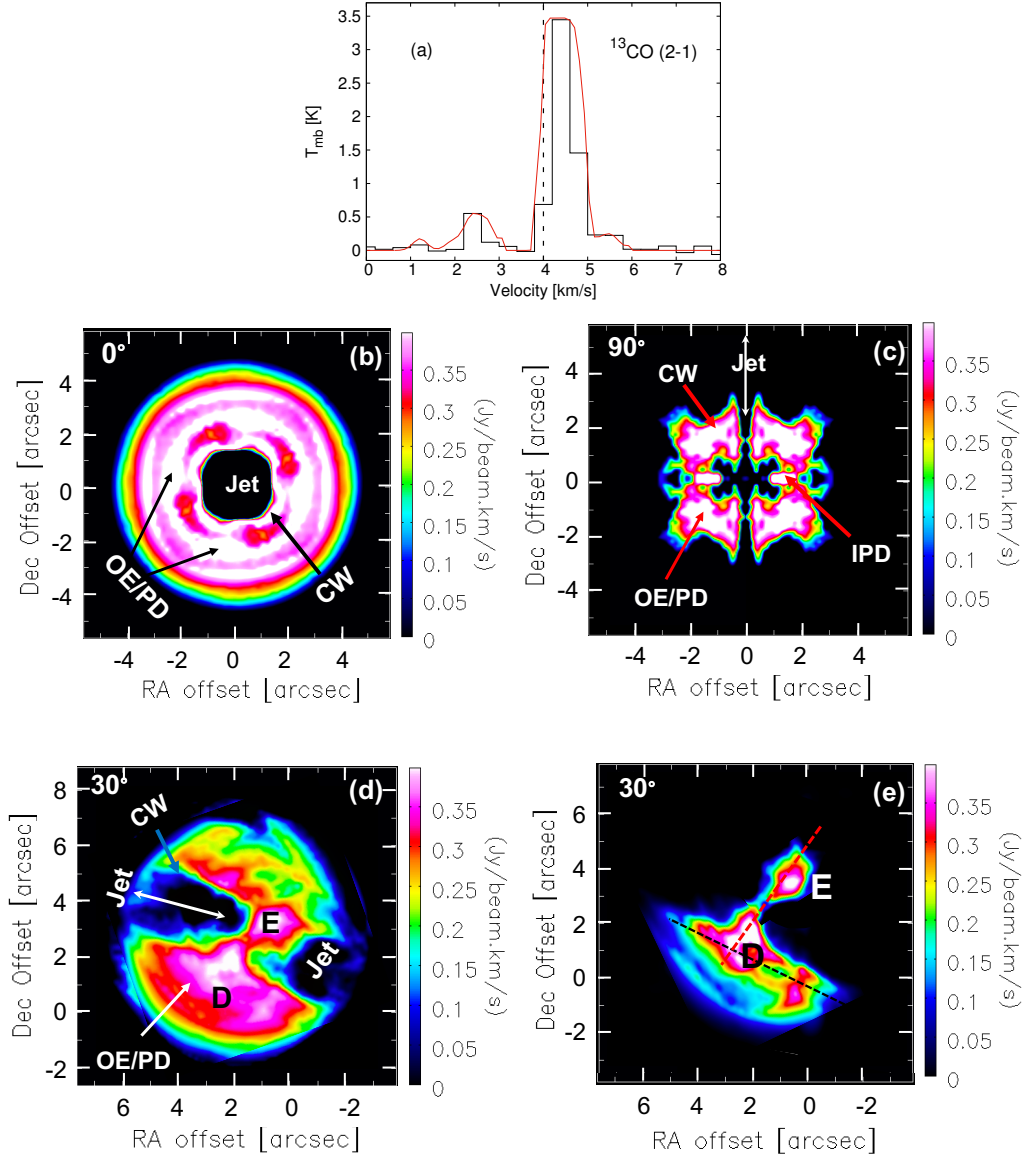 3.5
3
2.5
2
1.5
1
0.5
0
T_mb [K]
(a)
¹³CO (2-1)
0 1 2 3 4 5 6 7 8
Velocity [km/s]
0°
(b)
Jet
OE/PD
CW
4
2
0
-2
-4
Dec Offset [arcsec]
-4 -2 0 2 4
RA offset [arcsec]
0.35
0.3
0.25
0.2
0.15
0.1
0.05
0
(Jy/beam.km/s)
90°
(c)
Jet
CW
IPD
OE/PD
4
2
0
-2
-4
Dec Offset [arcsec]
-4 -2 0 2 4
RA offset [arcsec]
0.35
0.3
0.25
0.2
0.15
0.1
0.05
0
(Jy/beam.km/s)
30°
(d)
CW
Jet
E
Jet
D
OE/PD
8
6
4
2
0
-2
Dec Offset [arcsec]
6 4 2 0 -2
RA offset [arcsec]
0.35
0.3
0.25
0.2
0.15
0.1
0.05
0
(Jy/beam.km/s)
30°
(e)
E
D
6
4
2
0
-2
Dec Offset [arcsec]
6 4 2 0 -2
RA offset [arcsec]
0.35
0.3
0.25
0.2
0.15
0.1
0.05
0
(Jy/beam.km/s)